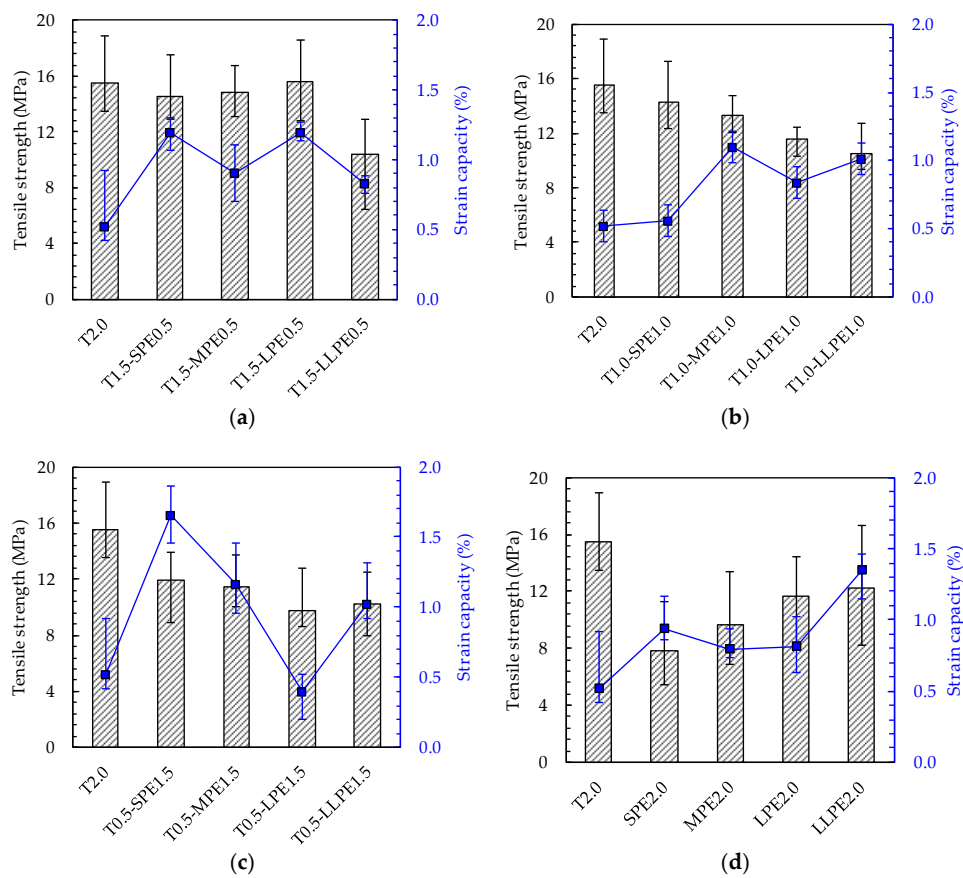 20
16
12
8
4
0
Tensile strength (MPa)
2.0
1.5
1.0
0.5
0.0
Strain capacity (%)
T2.0
T1.5-SPE0.5
T1.5-MPE0.5
T1.5-LPE0.5
T1.5-LLPE0.5
(a)
20
16
12
8
4
0
Tensile strength (MPa)
2.0
1.5
1.0
0.5
0.0
Strain capacity (%)
T2.0
T1.0-SPE1.0
T1.0-MPE1.0
T1.0-LPE1.0
T1.0-LLPE1.0
(b)
20
16
12
8
4
0
Tensile strength (MPa)
2.0
1.5
1.0
0.5
0.0
Strain capacity (%)
T2.0
T0.5-SPE1.5
T0.5-MPE1.5
T0.5-LPE1.5
T0.5-LLPE1.5
(c)
20
16
12
8
4
0
Tensile strength (MPa)
2.0
1.5
1.0
0.5
0.0
Strain capacity (%)
T2.0
SPE2.0
MPE2.0
LPE2.0
LLPE2.0
(d)